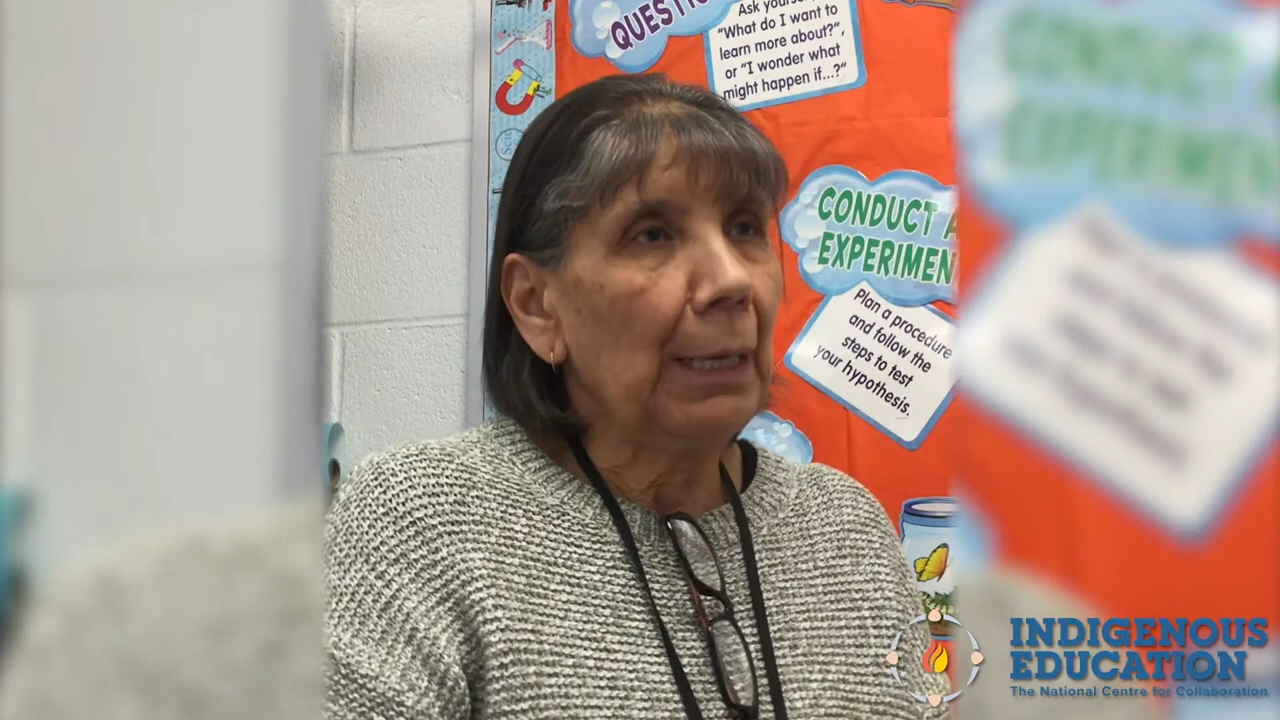 QUESTIO
Ask yourse
"What do I want to
learn more about?",
or "I wonder what
might happen if...?"
CONDUCT A
EXPERIMEN
Plan a procedure
and follow the
steps to test
your hypothesis.
INDIGENOUS
EDUCATION
The National Centre for Collaboration